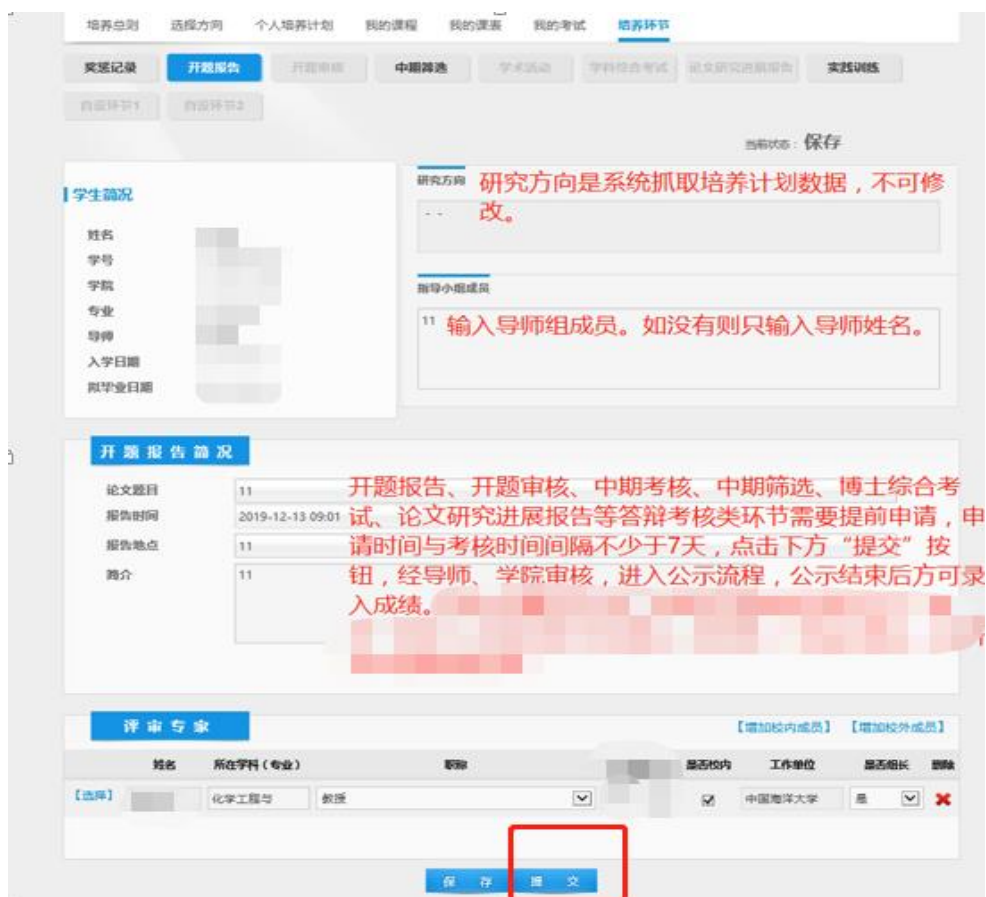 培养总则 选择方向 个人培养计划 我的课程 我的课表 我的考试 培养环节
奖惩记录 开题报告 开题审核 中期筛选 学术活动 学科综合考试 论文研究进展报告 实践训练
自设环节1 自设环节2
当前状态：保存
学生简况
姓名
学号
学院
专业
导师
入学日期
拟毕业日期
研究方向
研究方向是系统抓取培养计划数据，不可修
- - 改。
指导小组成员
11 输入导师组成员。如没有则只输入导师姓名。
开题报告简况
论文题目 11
报告时间 2019-12-13 09:01
报告地点 11
简介 11
开题报告、开题审核、中期考核、中期筛选、博士综合考
试、论文研究进展报告等答辩考核类环节需要提前申请，申
请时间与考核时间间隔不少于7天，点击下方“提交”按
钮，经导师、学院审核，进入公示流程，公示结束后方可录
入成绩。
评审专家 【增加校内成员】 【增加校外成员】
姓名 所在学科（专业） 职称 是否校内 工作单位 是否组长 删除
【选择】 化学工程与 教授 中国海洋大学 是
保存 提交